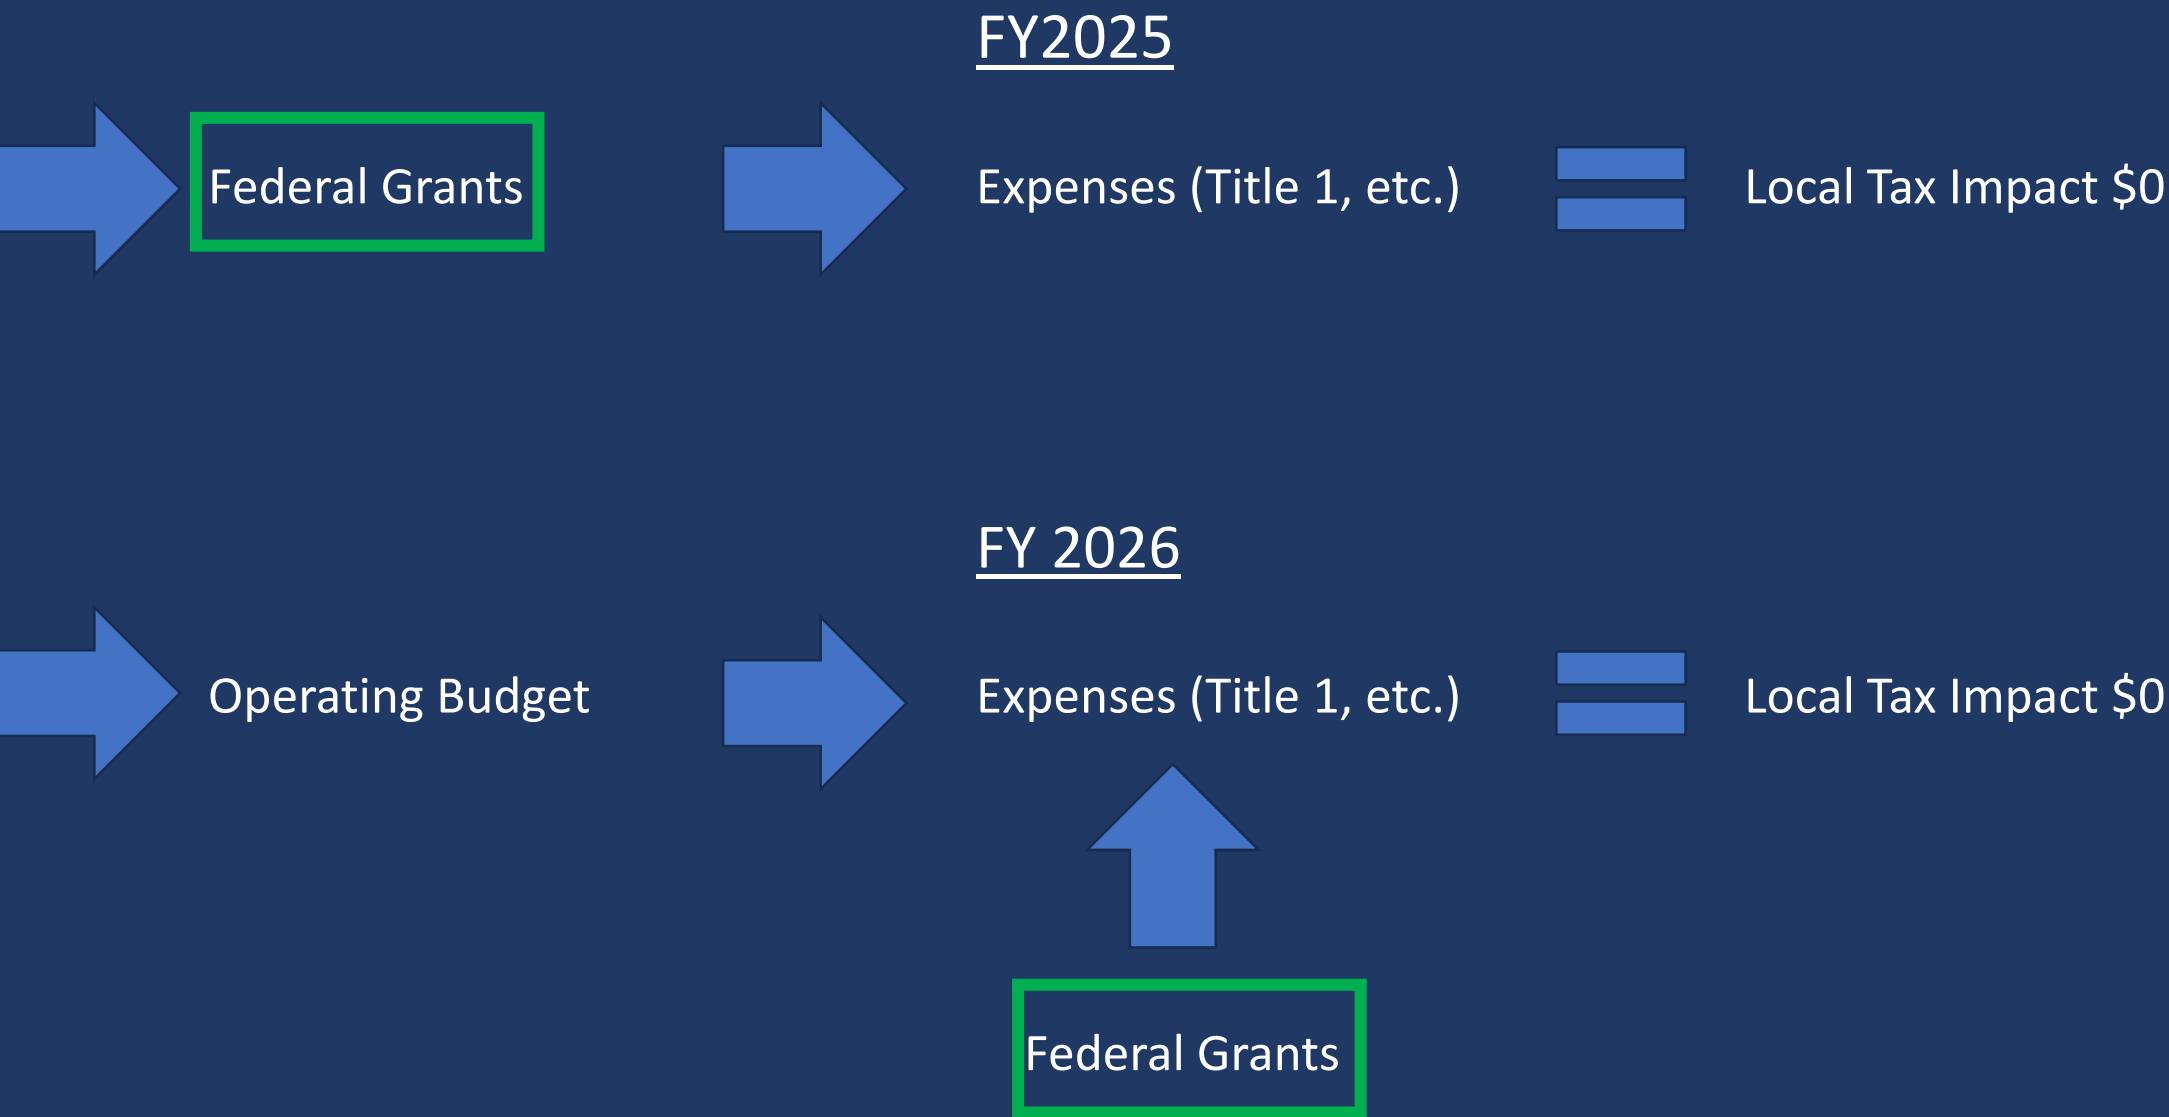 FY2025
Federal Grants
Expenses (Title 1, etc.)
Local Tax Impact $0
FY 2026
Operating Budget
Expenses (Title 1, etc.)
Local Tax Impact $0
Federal Grants